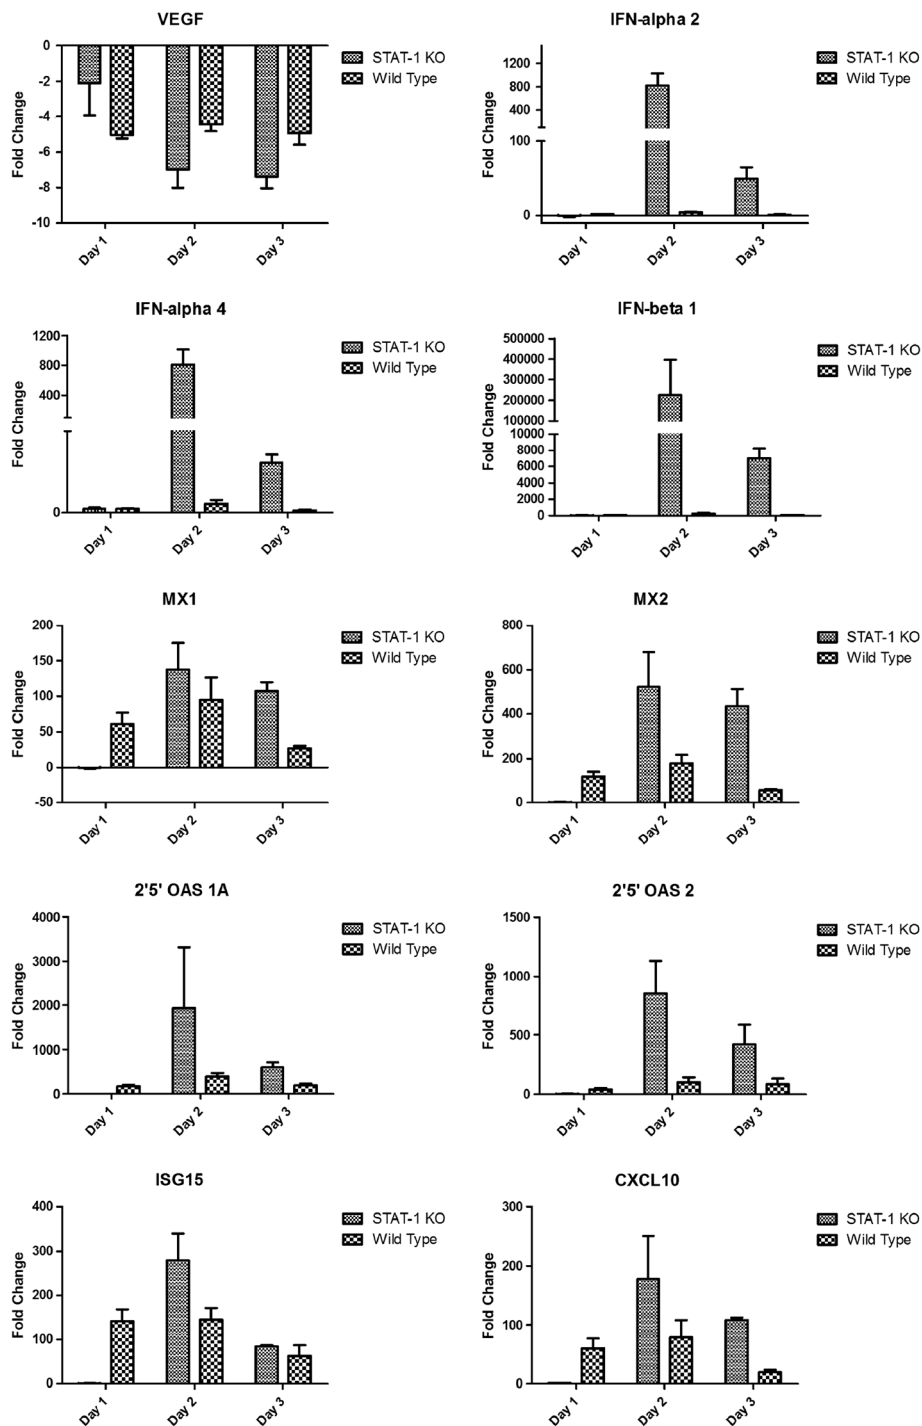 VEGF
0
-2
-4
-6
-8
-10
Fold Change
Day 1
Day 2
Day 3
STAT-1 KO
Wild Type
IFN-alpha 2
1200
800
400
100
0
Fold Change
Day 1
Day 2
Day 3
STAT-1 KO
Wild Type
IFN-alpha 4
1200
800
400
0
Fold Change
Day 1
Day 2
Day 3
STAT-1 KO
Wild Type
IFN-beta 1
500000
400000
300000
200000
100000
10000
8000
6000
4000
2000
0
Fold Change
Day 1
Day 2
Day 3
STAT-1 KO
Wild Type
MX1
200
150
100
50
0
-50
Fold Change
Day 1
Day 2
Day 3
STAT-1 KO
Wild Type
MX2
800
600
400
200
0
Fold Change
Day 1
Day 2
Day 3
STAT-1 KO
Wild Type
2'5' OAS 1A
4000
3000
2000
1000
0
Fold Change
Day 1
Day 2
Day 3
STAT-1 KO
Wild Type
2'5' OAS 2
1500
1000
500
0
Fold Change
Day 1
Day 2
Day 3
STAT-1 KO
Wild Type
ISG15
400
300
200
100
0
Fold Change
Day 1
Day 2
Day 3
STAT-1 KO
Wild Type
CXCL10
300
200
100
0
Fold Change
Day 1
Day 2
Day 3
STAT-1 KO
Wild Type